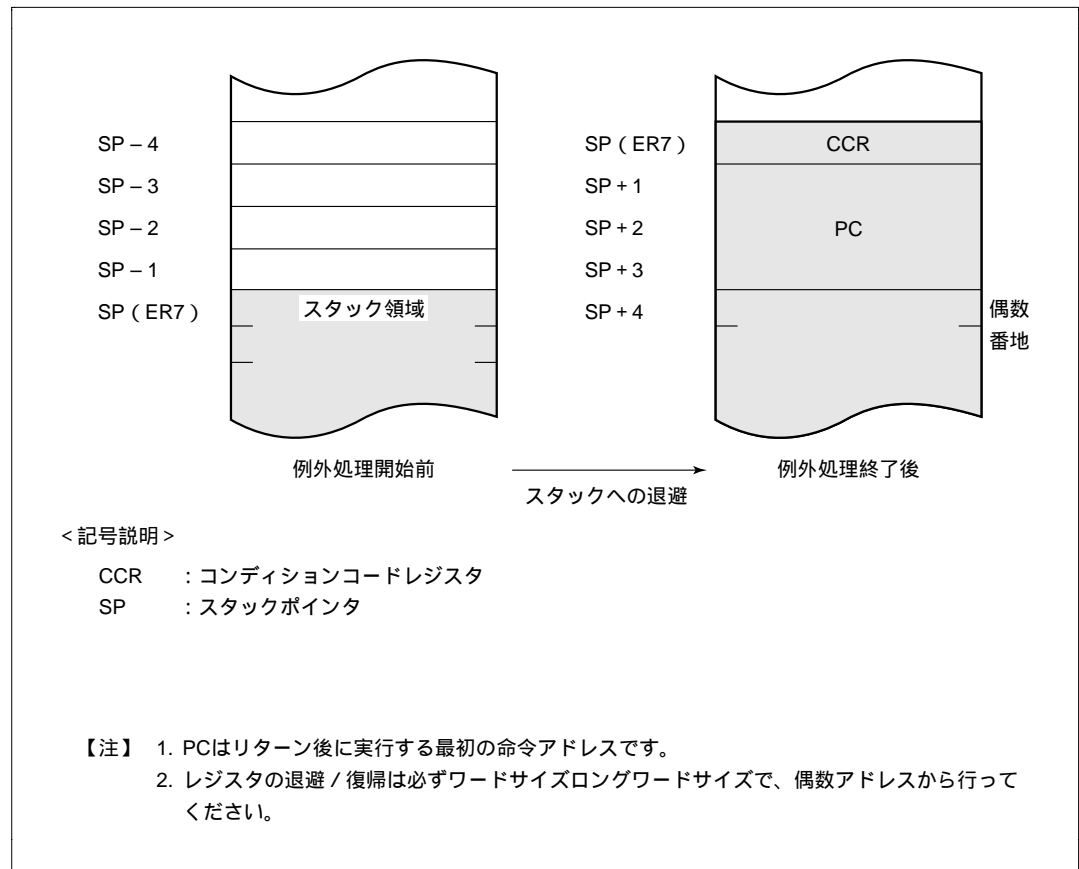 SP – 4
SP – 3
SP – 2
SP – 1
SP ( ER7 )
スタック領域
例外処理開始前
スタックへの退避
SP ( ER7 )
SP + 1
SP + 2
SP + 3
SP + 4
CCR
PC
偶数
番地
例外処理終了後
<記号説明>
CCR :コンディションコードレジスタ
SP :スタックポインタ
【注】 1. PCはリターン後に実行する最初の命令アドレスです。
2. レジスタの退避 / 復帰は必ずワードサイズロングワードサイズで、偶数アドレスから行って
ください。